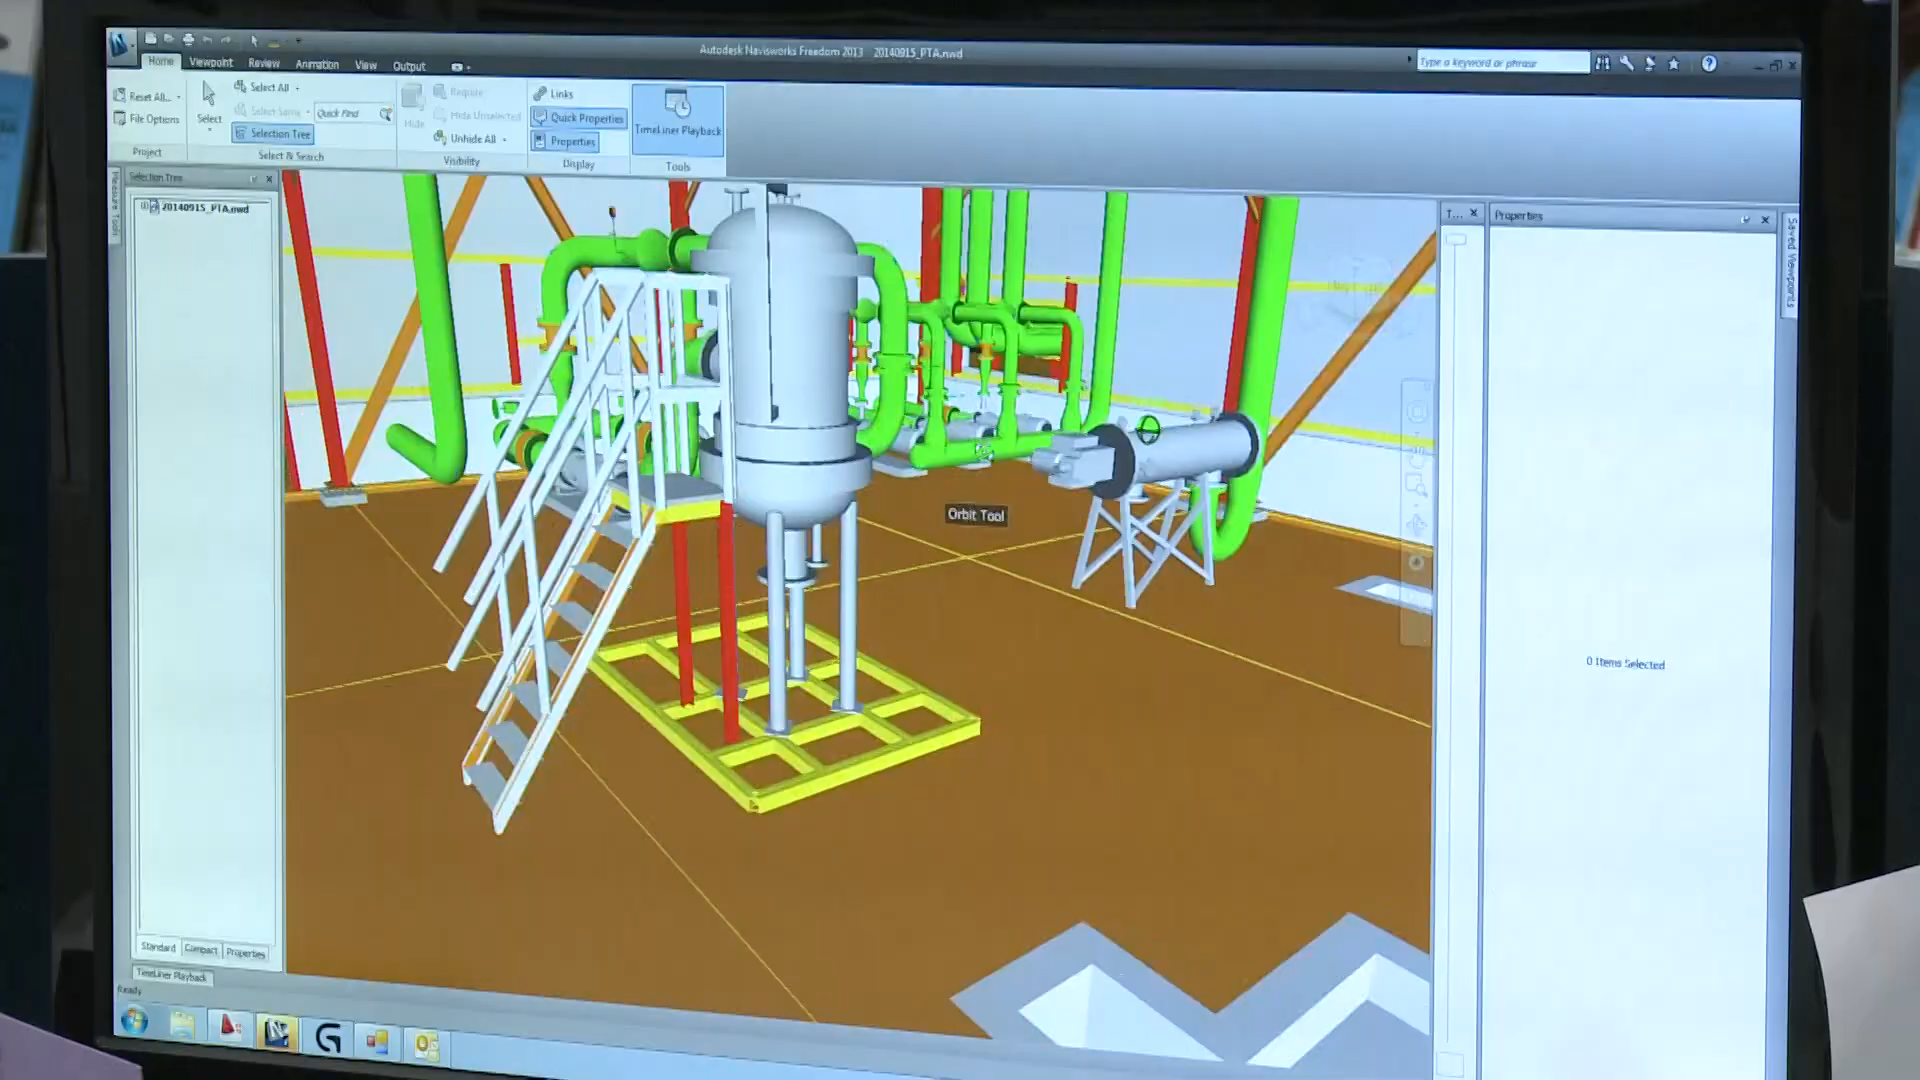 Autodesk Navisworks Freedom 2013 20140915_PTA.nwd
Type a keyword or phrase
Home Viewpoint Review Animation View Output
Reset All...
File Options
Project
Select
Select All
Select Same
Selection Tree
Quick Find
Select & Search
Hide
Require
Hide Unselected
Unhide All
Visibility
Links
Quick Properties
Properties
Display
TimeLiner Playback
Tools
Measure Tools
Selection Tree
20140915_PTA.nwd
T...
Properties
Saved Viewpoints
Orbit Tool
0 Items Selected
Standard Compact Properties
TimeLiner Playback
Ready